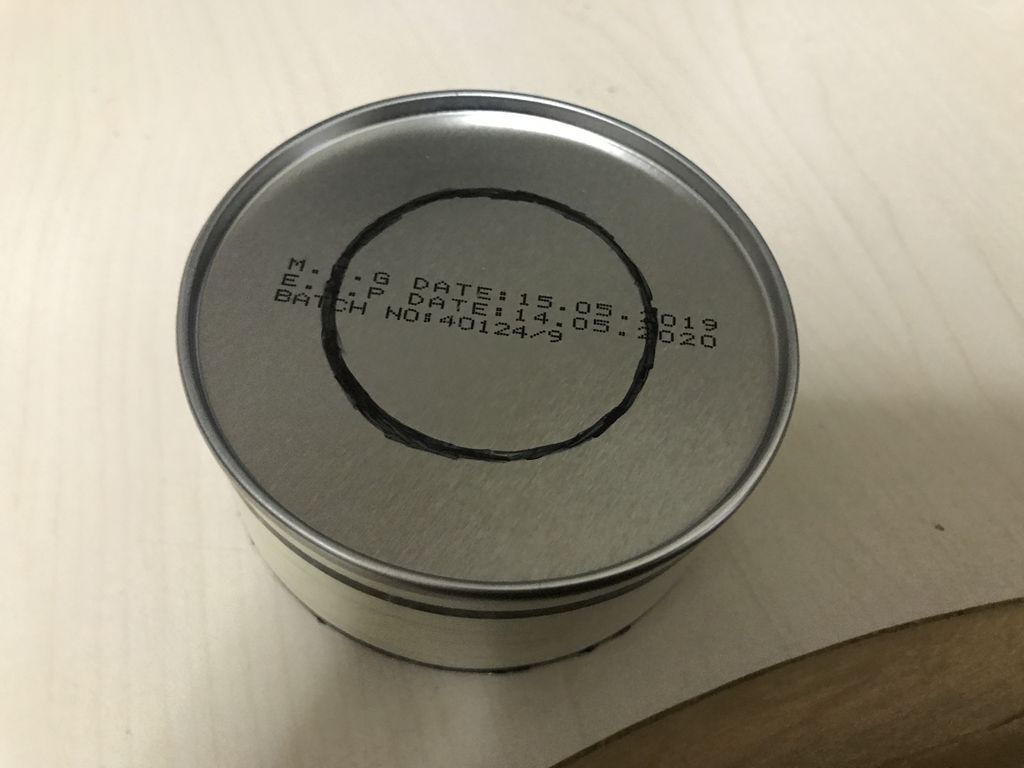 M.F.G DATE:15.05.2019
E.X.P DATE:14.05.2020
BATCH NO:40124/9